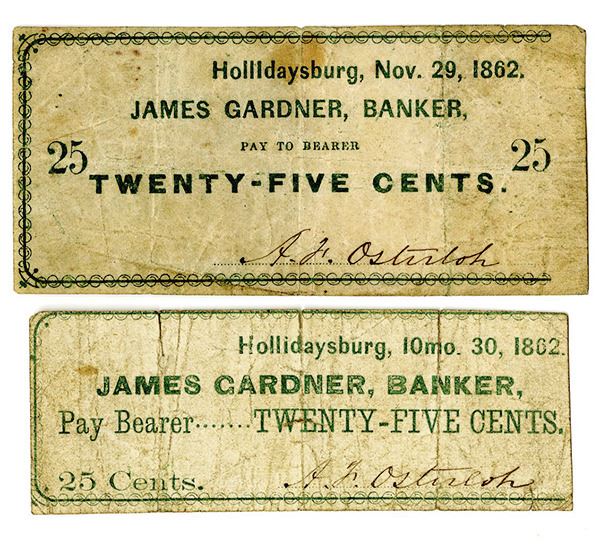 Hollidaysburg, Nov. 29, 1862.
JAMES GARDNER, BANKER,
PAY TO BEARER
25 25
TWENTY-FIVE CENTS.
A. F. Osterloh
Hollidaysburg, 10mo. 30, 1862.
JAMES GARDNER, BANKER,
Pay Bearer.......TWENTY-FIVE CENTS.
25 Cents. A. F. Osterloh